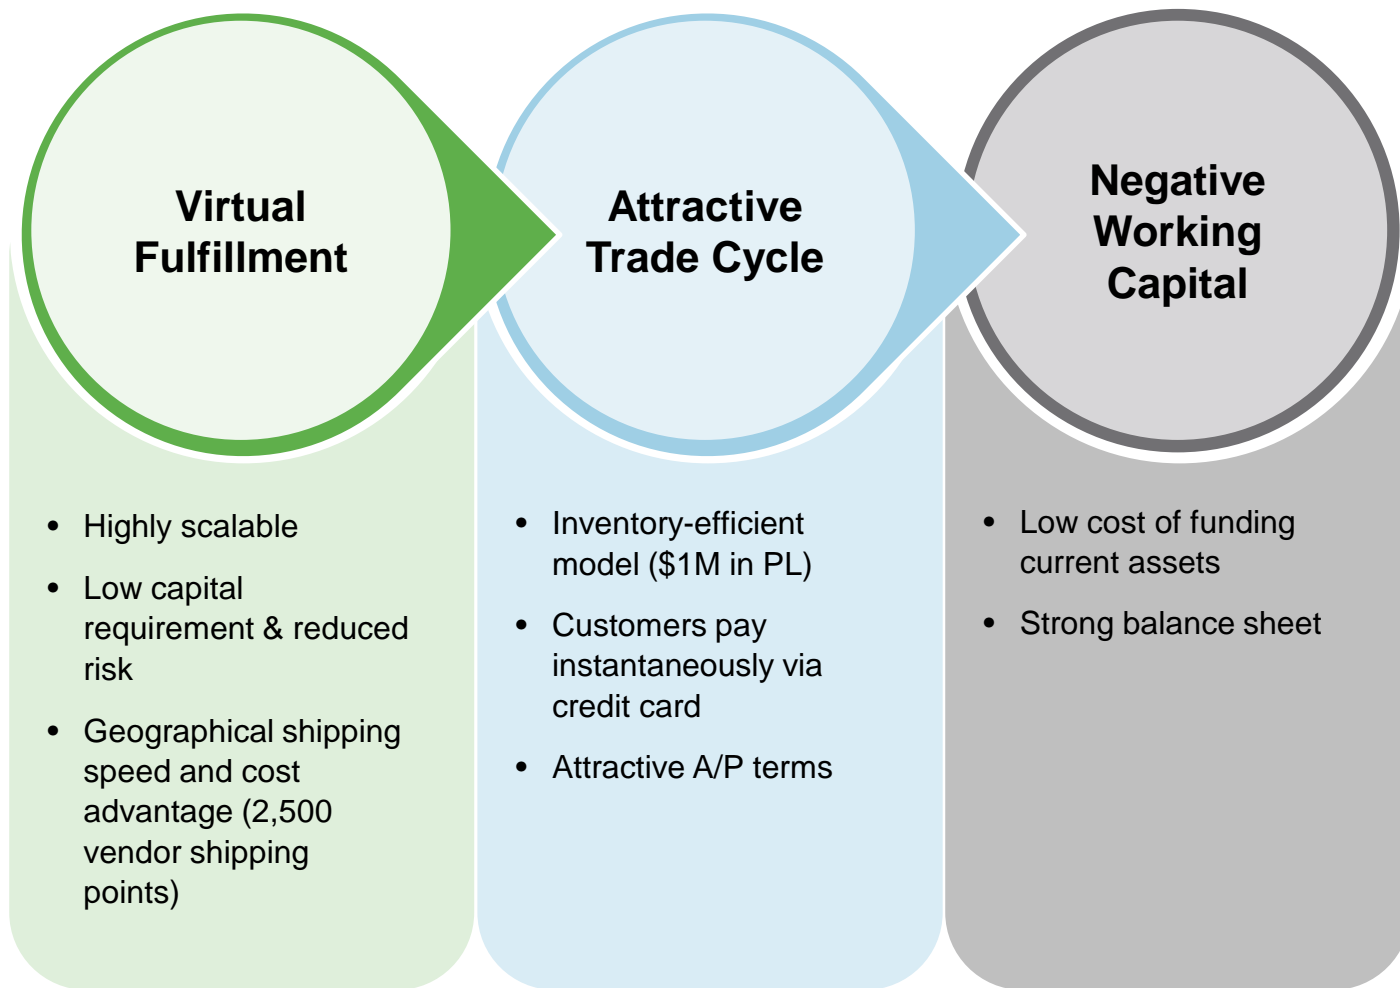 Virtual
Fulfillment
• Highly scalable
• Low capital
requirement & reduced
risk
• Geographical shipping
speed and cost
advantage (2,500
vendor shipping
points)
Attractive
Trade Cycle
• Inventory-efficient
model ($1M in PL)
• Customers pay
instantaneously via
credit card
• Attractive A/P terms
Negative
Working
Capital
• Low cost of funding
current assets
• Strong balance sheet